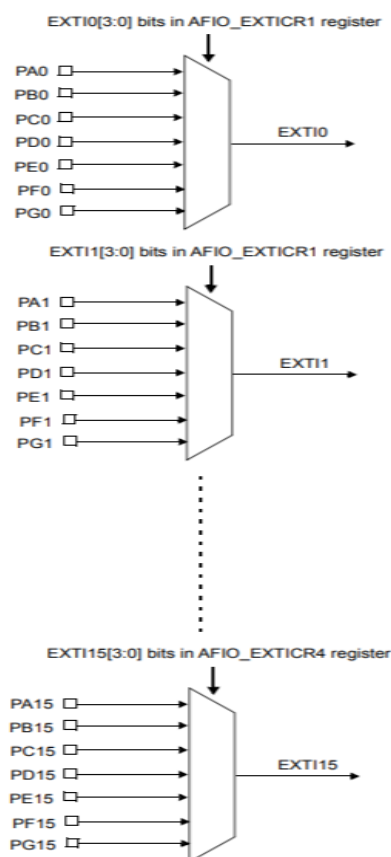 EXTI0[3:0] bits in AFIO_EXTICR1 register
PA0
PB0
PC0
PD0
PE0
PF0
PG0
EXTI0
EXTI1[3:0] bits in AFIO_EXTICR1 register
PA1
PB1
PC1
PD1
PE1
PF1
PG1
EXTI1
EXTI15[3:0] bits in AFIO_EXTICR4 register
PA15
PB15
PC15
PD15
PE15
PF15
PG15
EXTI15